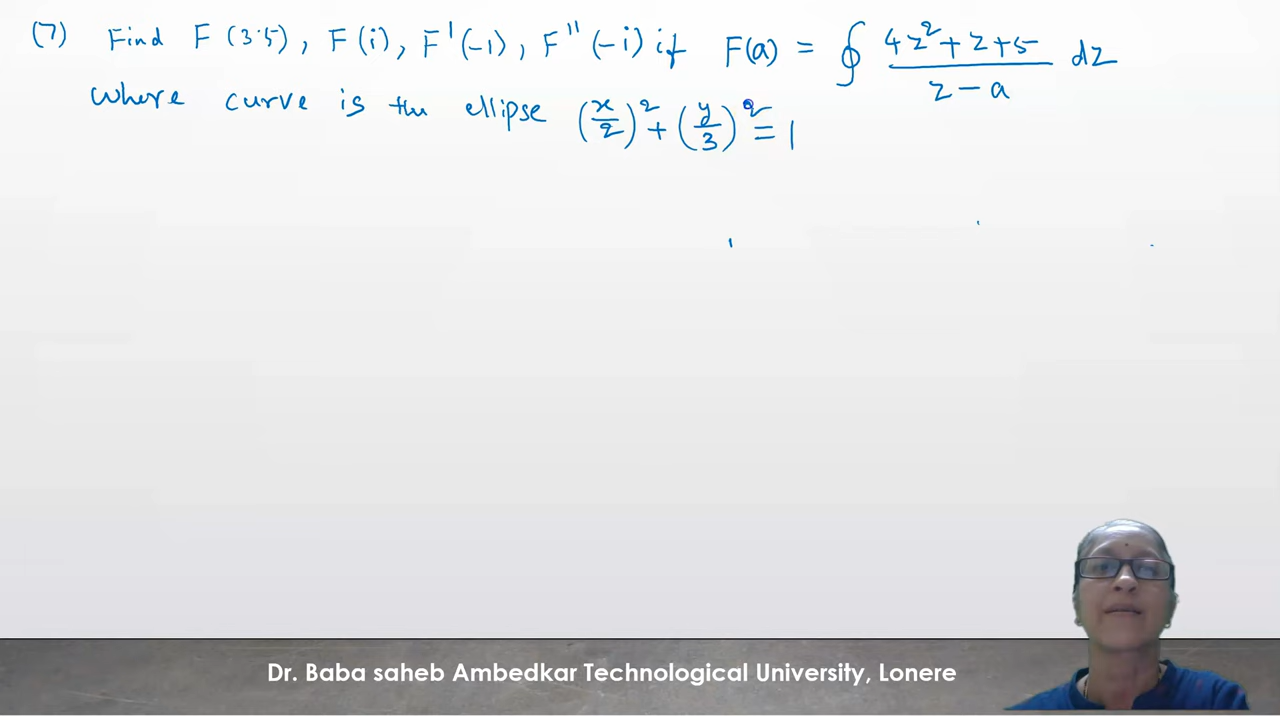 (7) Find F (3.5), F(i), F'(-1), F''(-i) if F(a) = ∮ (4z²+z+5)/(z-a) dz
where curve is the ellipse (x/2)² + (y/3)² = 1
Dr. Baba saheb Ambedkar Technological University, Lonere